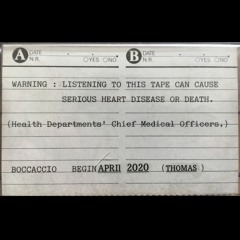 A DATE N.R. YES NO B DATE N.R. YES NO
WARNING : LISTENING TO THIS TAPE CAN CAUSE
SERIOUS HEART DISEASE OR DEATH.
(Health Departments' Chief Medical Officers.)
BOCCACCIO BEGIN APRIL 2020 (THOMAS)